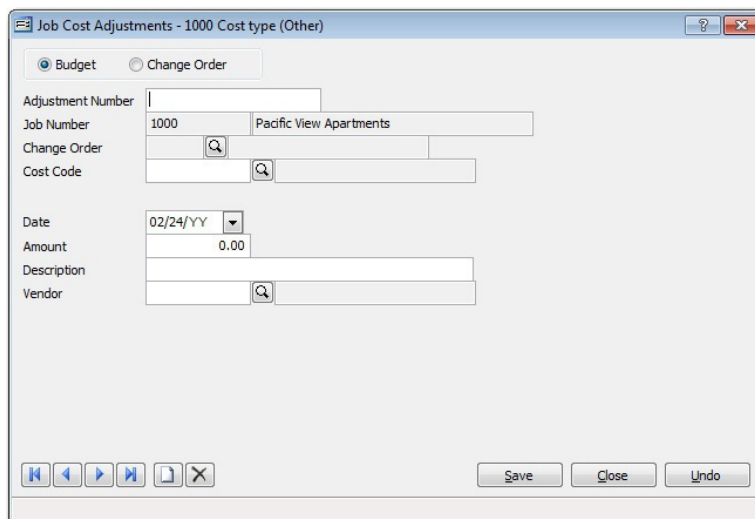 Job Cost Adjustments - 1000 Cost type (Other)
Budget Change Order
Adjustment Number
Job Number 1000 Pacific View Apartments
Change Order
Cost Code
Date 02/24/YY
Amount 0.00
Description
Vendor
Save Close Undo